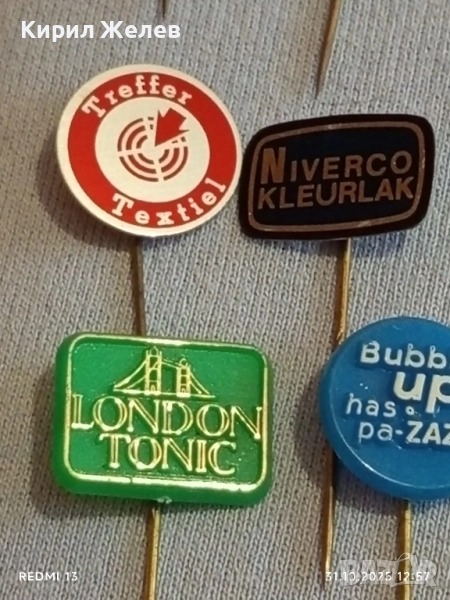 Кирил Желев
Treffer
Textiel
NIVERCO
KLEURLAK
LONDON
TONIC
Bubb
up
has
pa-ZAZ
REDMI 13
31.10.2025 12:57